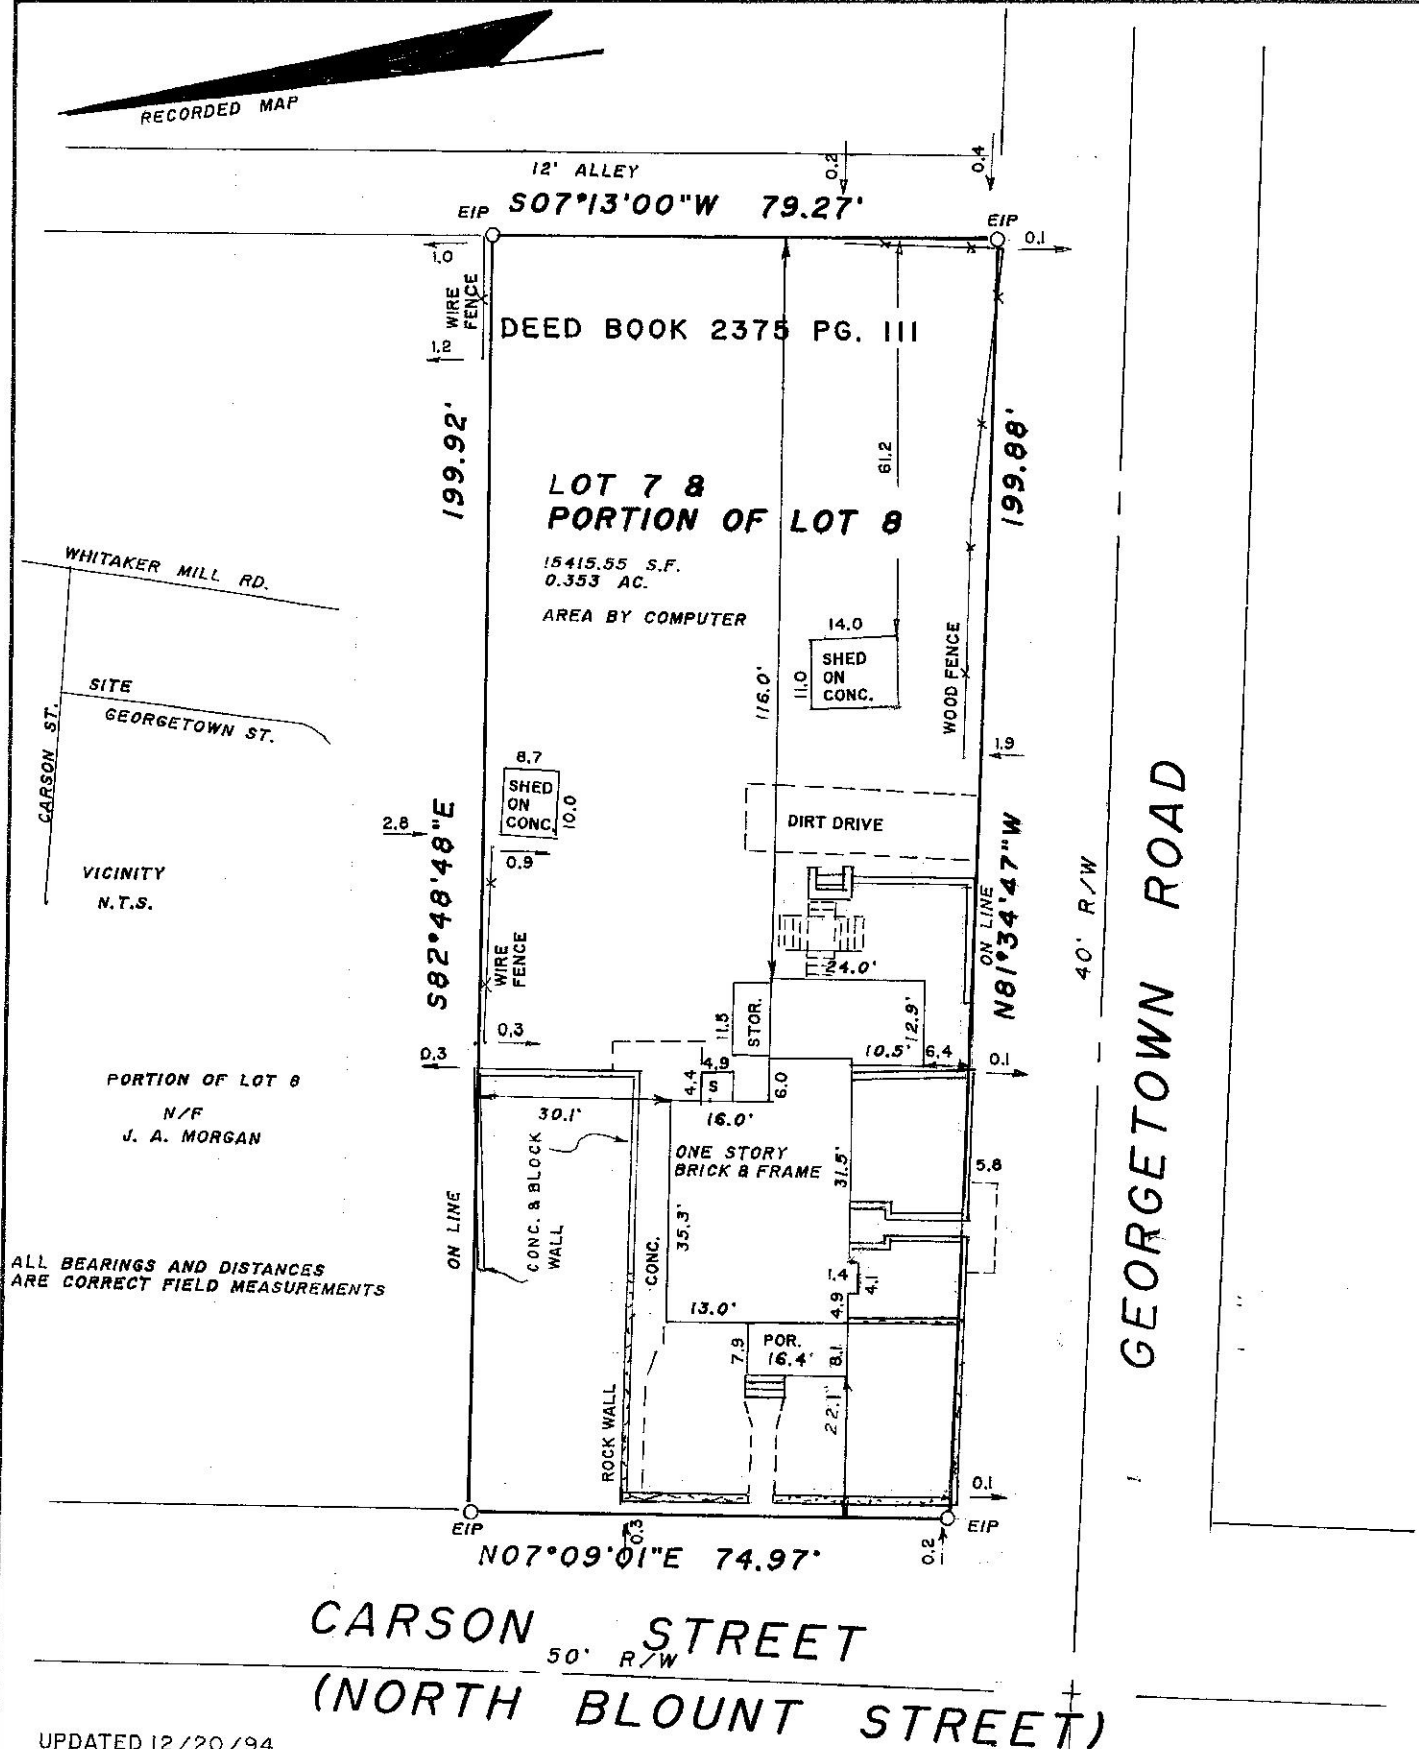 RECORDED MAP
12' ALLEY
0.2
0.4
EIP
S07°13'00"W 79.27'
EIP
0.1
1.0
WIRE FENCE
DEED BOOK 2375 PG. 111
1.2
199.92'
61.2
199.88'
LOT 7 &
PORTION OF LOT 8
15415.55 S.F.
0.353 AC.
AREA BY COMPUTER
WHITAKER MILL RD.
SITE
GEORGETOWN ST.
CARSON ST.
VICINITY
N.T.S.
14.0
SHED
ON
CONC.
11.0
116.0'
WOOD FENCE
1.9
8.7
SHED
ON
CONC.
10.0
2.8
0.9
DIRT DRIVE
S82°48'48"E
N81°34'47"W
ON LINE
40' R/W
GEORGETOWN ROAD
WIRE
FENCE
24.0'
12.9'
11.5
STOR.
0.3
0.3
10.5'
6.4
0.1
4.9
4.4
S
6.0
PORTION OF LOT 8
N/F
J. A. MORGAN
30.1'
16.0'
ONE STORY
BRICK & FRAME
31.5'
5.8
CONC. & BLOCK
WALL
ON LINE
35.3'
CONC.
ALL BEARINGS AND DISTANCES
ARE CORRECT FIELD MEASUREMENTS
1.4
4.1
4.9
13.0'
7.9
POR.
16.4'
8.1
22.1'
ROCK WALL
0.1
EIP
0.3
EIP
0.2
N07°09'01"E 74.97'
CARSON STREET
50' R/W
(NORTH BLOUNT STREET)
UPDATED 12/20/94